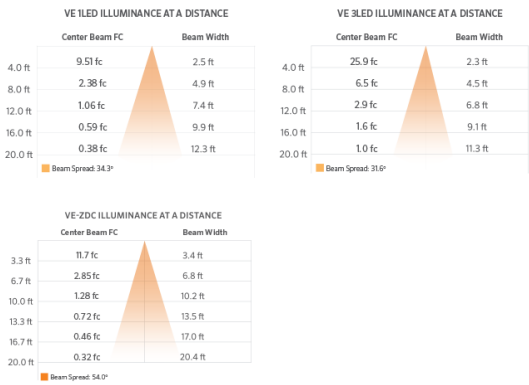 VE 1LED ILLUMINANCE AT A DISTANCE
Center Beam FC Beam Width
4.0 ft 9.51 fc 2.5 ft
8.0 ft 2.38 fc 4.9 ft
12.0 ft 1.06 fc 7.4 ft
16.0 ft 0.59 fc 9.9 ft
20.0 ft 0.38 fc 12.3 ft
Beam Spread: 34.3°
VE 3LED ILLUMINANCE AT A DISTANCE
Center Beam FC Beam Width
4.0 ft 25.9 fc 2.3 ft
8.0 ft 6.5 fc 4.5 ft
12.0 ft 2.9 fc 6.8 ft
16.0 ft 1.6 fc 9.1 ft
20.0 ft 1.0 fc 11.3 ft
Beam Spread: 31.6°
VE-ZDC ILLUMINANCE AT A DISTANCE
Center Beam FC Beam Width
3.3 ft 11.7 fc 3.4 ft
6.7 ft 2.85 fc 6.8 ft
10.0 ft 1.28 fc 10.2 ft
13.3 ft 0.72 fc 13.5 ft
16.7 ft 0.46 fc 17.0 ft
20.0 ft 0.32 fc 20.4 ft
Beam Spread: 54.0°